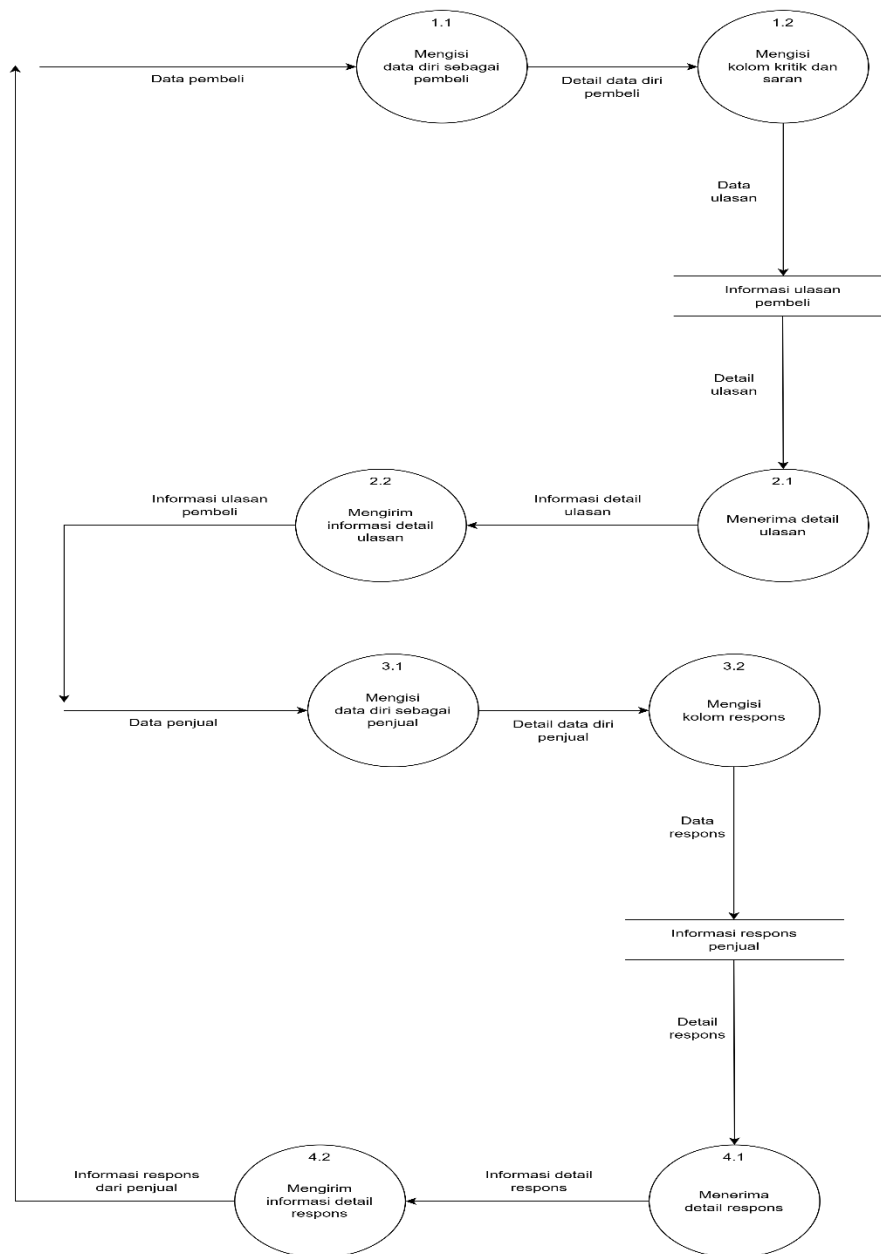 1.1
Mengisi
data diri sebagai
pembeli
1.2
Mengisi
kolom kritik dan
saran
Data pembeli
Detail data diri
pembeli
Data
ulasan
Informasi ulasan
pembeli
Detail
ulasan
2.1
Menerima detail
ulasan
Informasi detail
ulasan
2.2
Mengirim
informasi detail
ulasan
Informasi ulasan
pembeli
3.1
Mengisi
data diri sebagai
penjual
3.2
Mengisi
kolom respons
Data penjual
Detail data diri
penjual
Data
respons
Informasi respons
penjual
Detail
respons
4.1
Menerima
detail respons
Informasi detail
respons
4.2
Mengirim
informasi detail
respons
Informasi respons
dari penjual